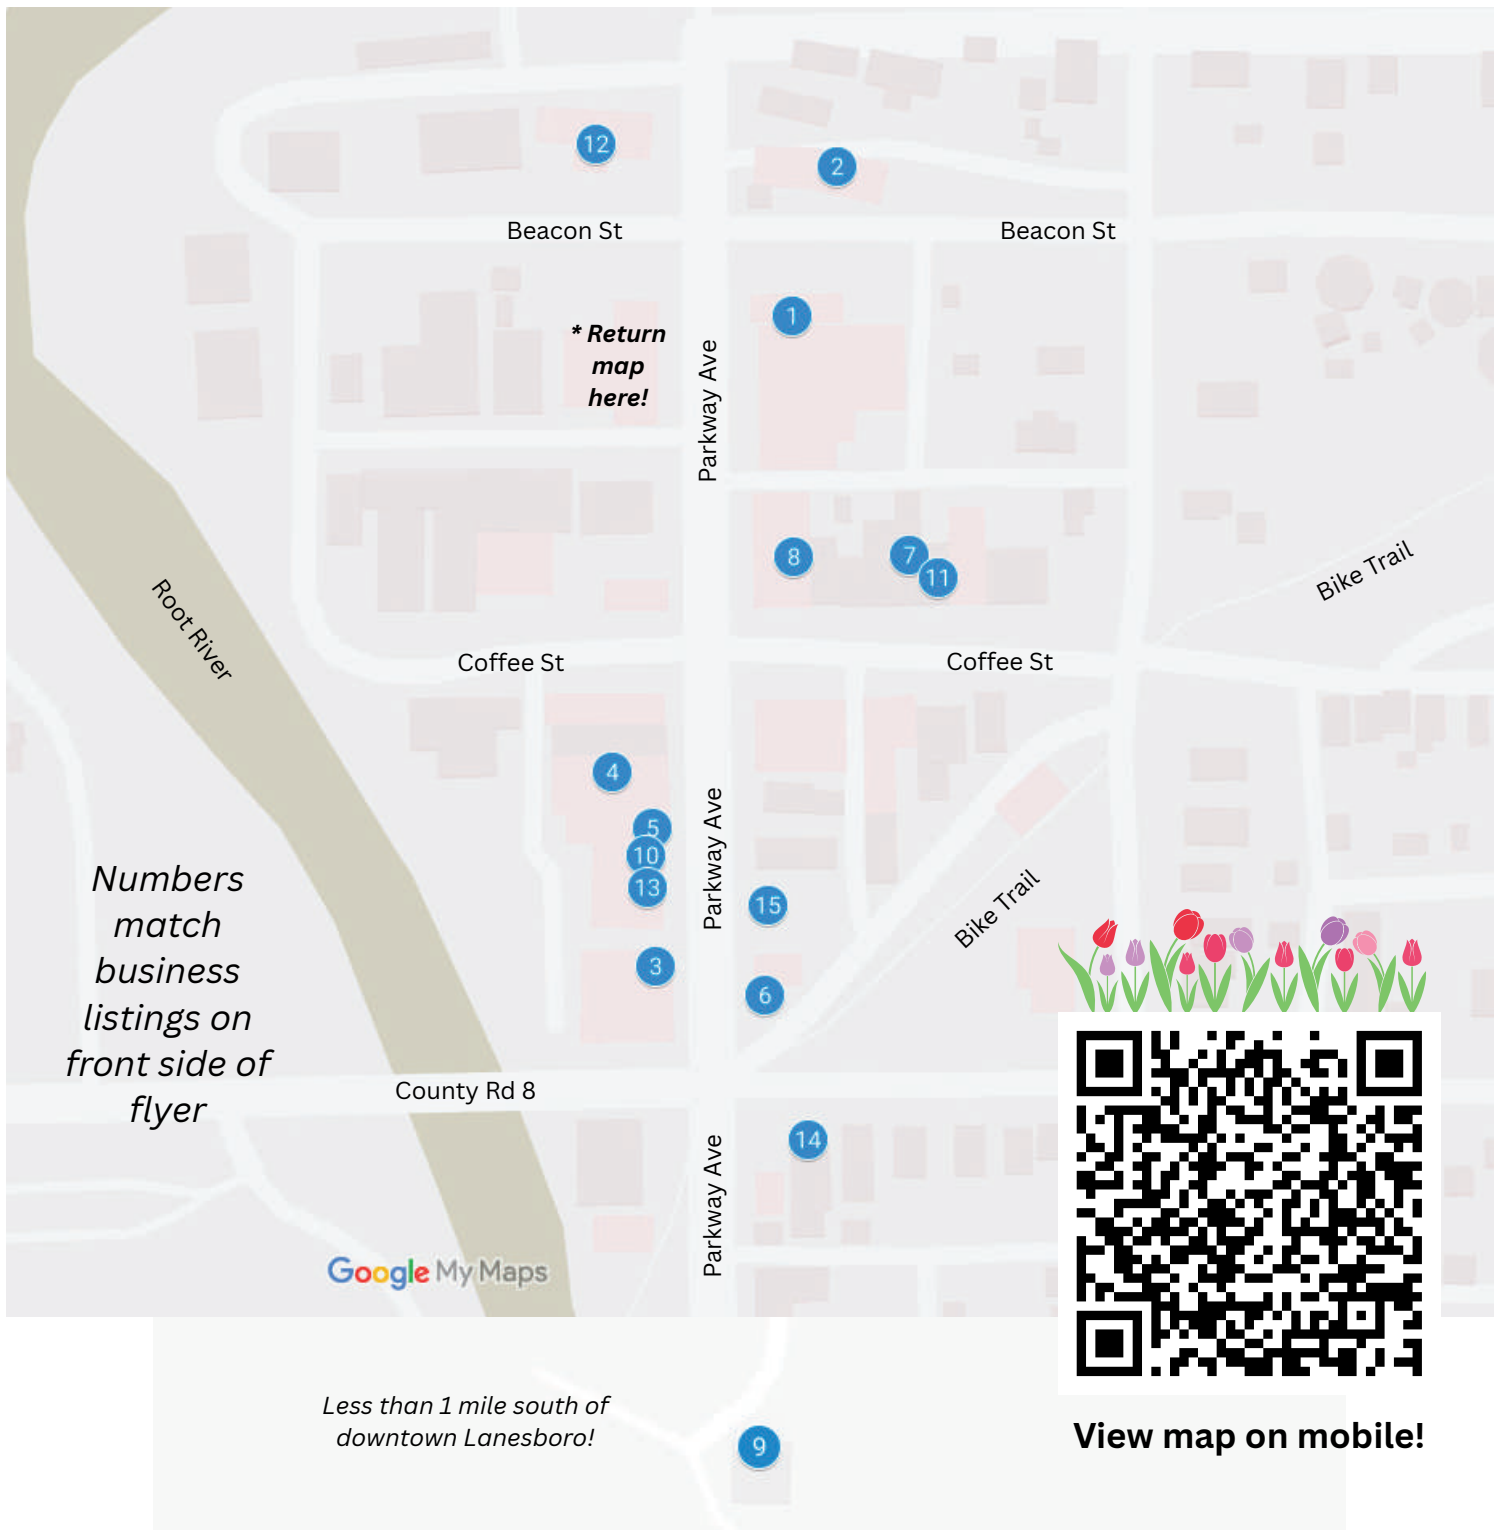 12
2
Beacon St
Beacon St
1
* Return
map
here!
Parkway Ave
8
7
11
Bike Trail
Root River
Coffee St
Coffee St
4
5
10
13
Parkway Ave
15
3
6
Bike Trail
Numbers
match
business
listings on
front side of
flyer
County Rd 8
14
Parkway Ave
Google My Maps
Less than 1 mile south of
downtown Lanesboro!
9
View map on mobile!